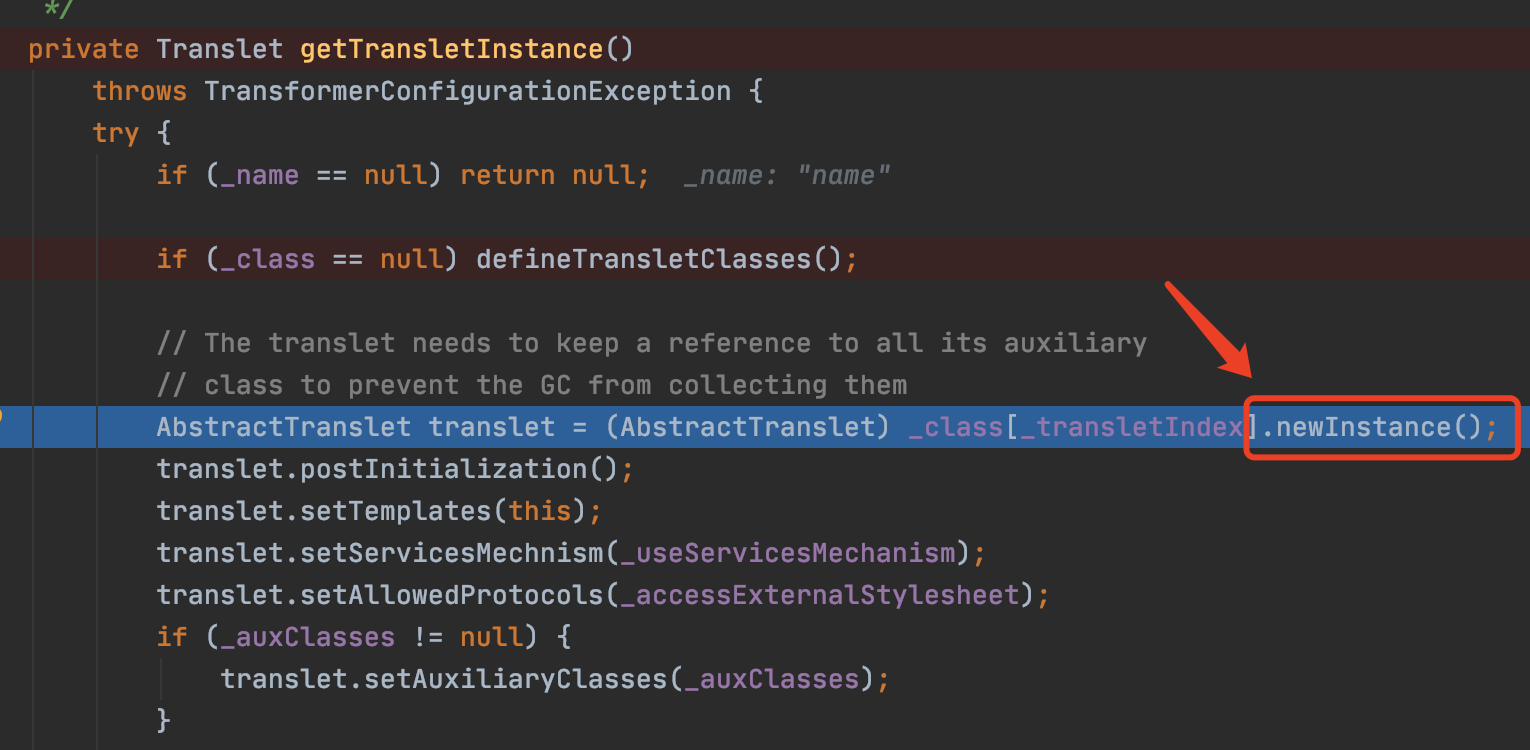 */
private Translet getTransletInstance()
throws TransformerConfigurationException {
try {
if (_name == null) return null; _name: "name"
if (_class == null) defineTransletClasses();
// The translet needs to keep a reference to all its auxiliary
// class to prevent the GC from collecting them
AbstractTranslet translet = (AbstractTranslet) _class[_transletIndex].newInstance();
translet.postInitialization();
translet.setTemplates(this);
translet.setServicesMechnism(_useServicesMechanism);
translet.setAllowedProtocols(_accessExternalStylesheet);
if (_auxClasses != null) {
translet.setAuxiliaryClasses(_auxClasses);
}